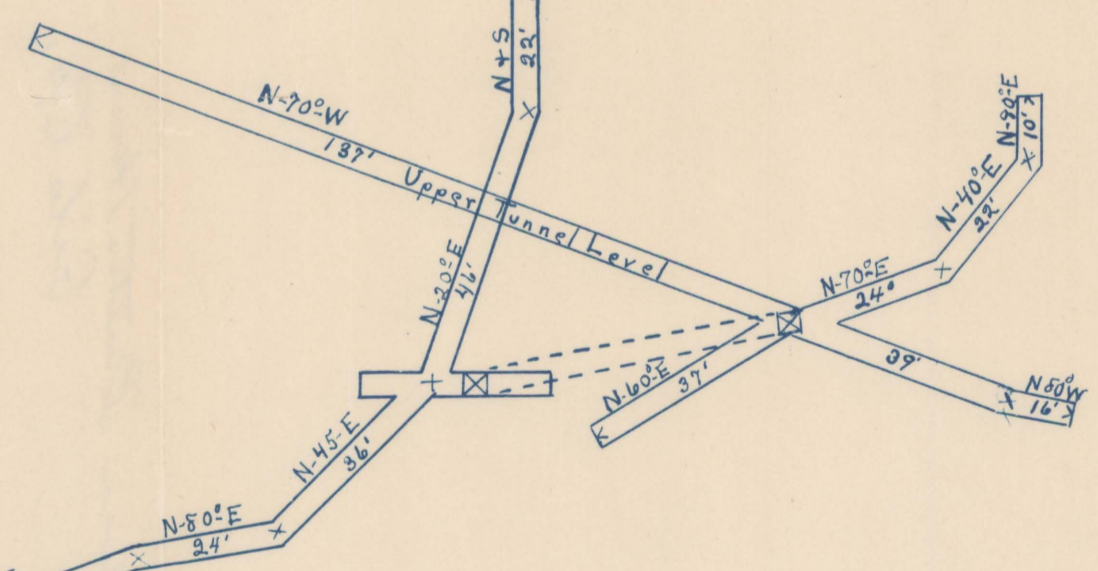 N-70°-W
137'
Upper Tunnel Level
N + S
22'
N-20°-E
46'
N-45-E
36'
N-80°-E
24'
N-60°-E
37'
N-70°-E
24'
N-40°-E
22'
N-90°-E
10'
39'
N 80° W
16'